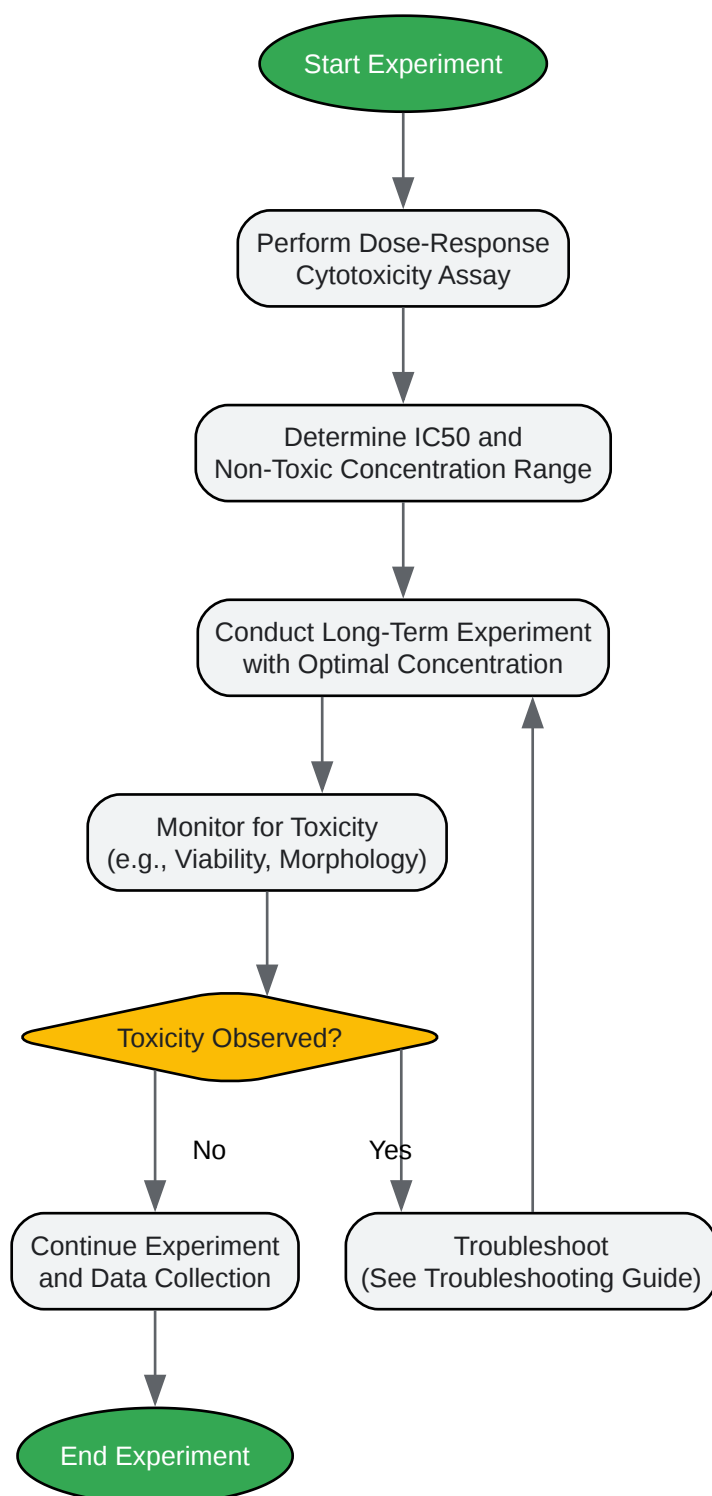 Start Experiment
Perform Dose-Response
Cytotoxicity Assay
Determine IC50 and
Non-Toxic Concentration Range
Conduct Long-Term Experiment
with Optimal Concentration
Monitor for Toxicity
(e.g., Viability, Morphology)
Toxicity Observed?
No
Yes
Continue Experiment
and Data Collection
Troubleshoot
(See Troubleshooting Guide)
End Experiment